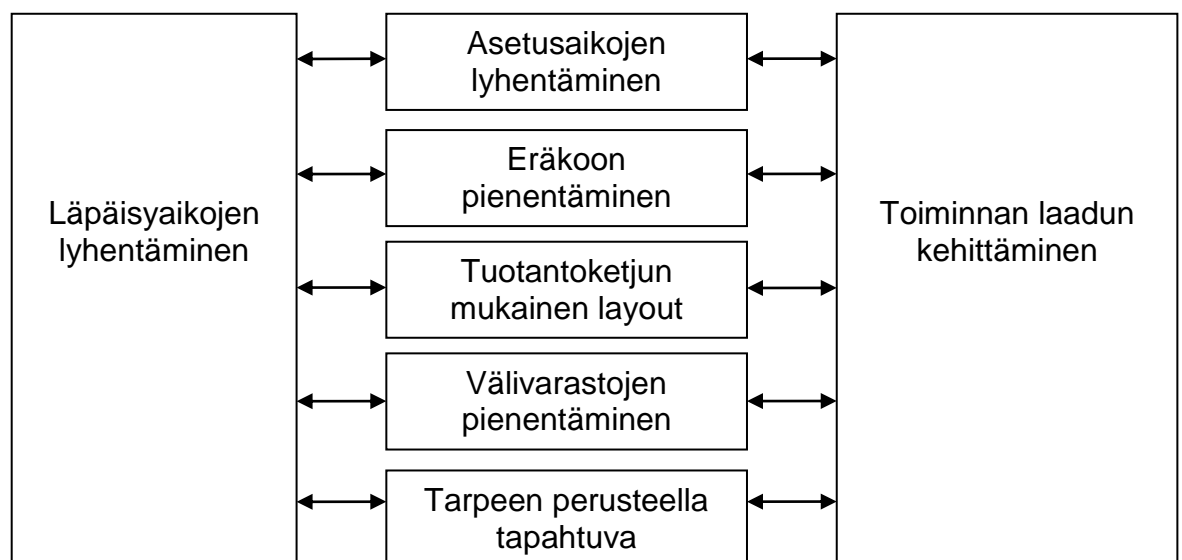 Läpäisyaikojen
lyhentäminen
Asetusaikojen
lyhentäminen
Eräkoon
pienentäminen
Tuotantoketjun
mukainen layout
Välivarastojen
pienentäminen
Tarpeen perusteella
tapahtuva
Toiminnan laadun
kehittäminen